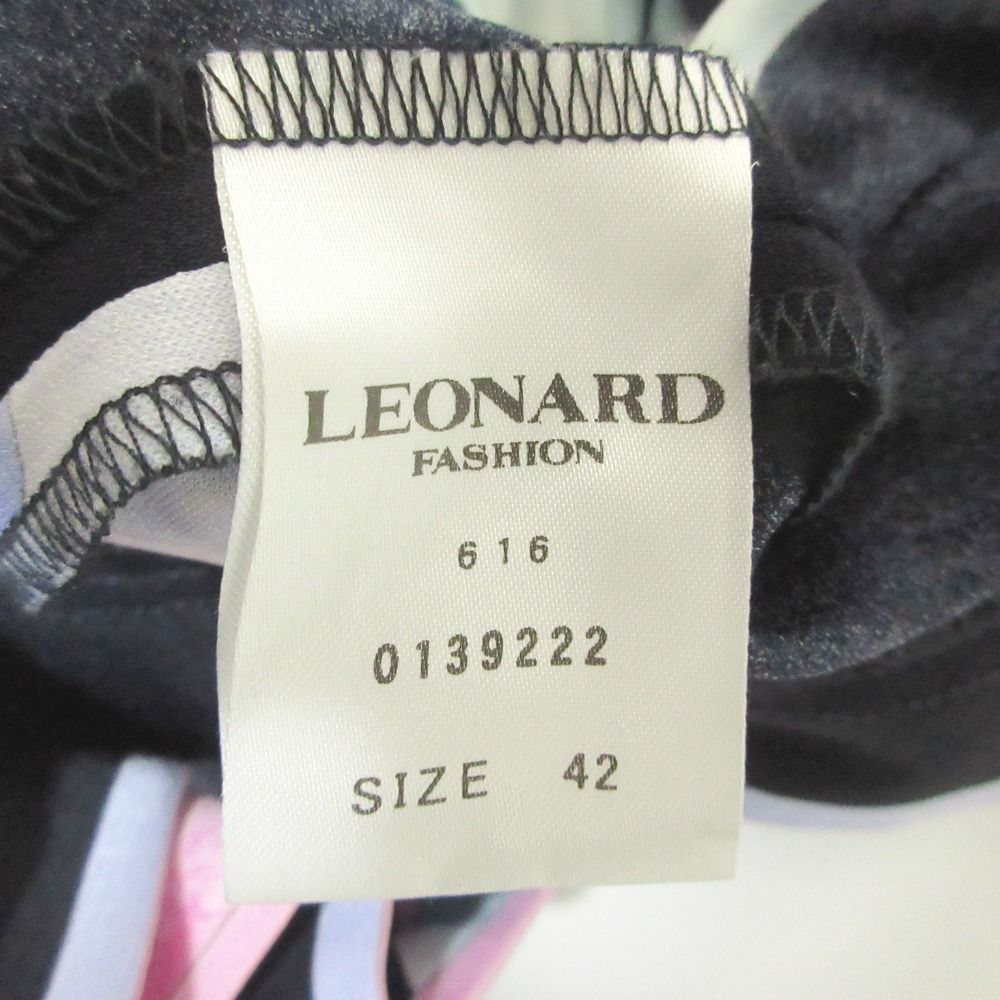 LEONARD
FASHION
616
0139222
SIZE 42